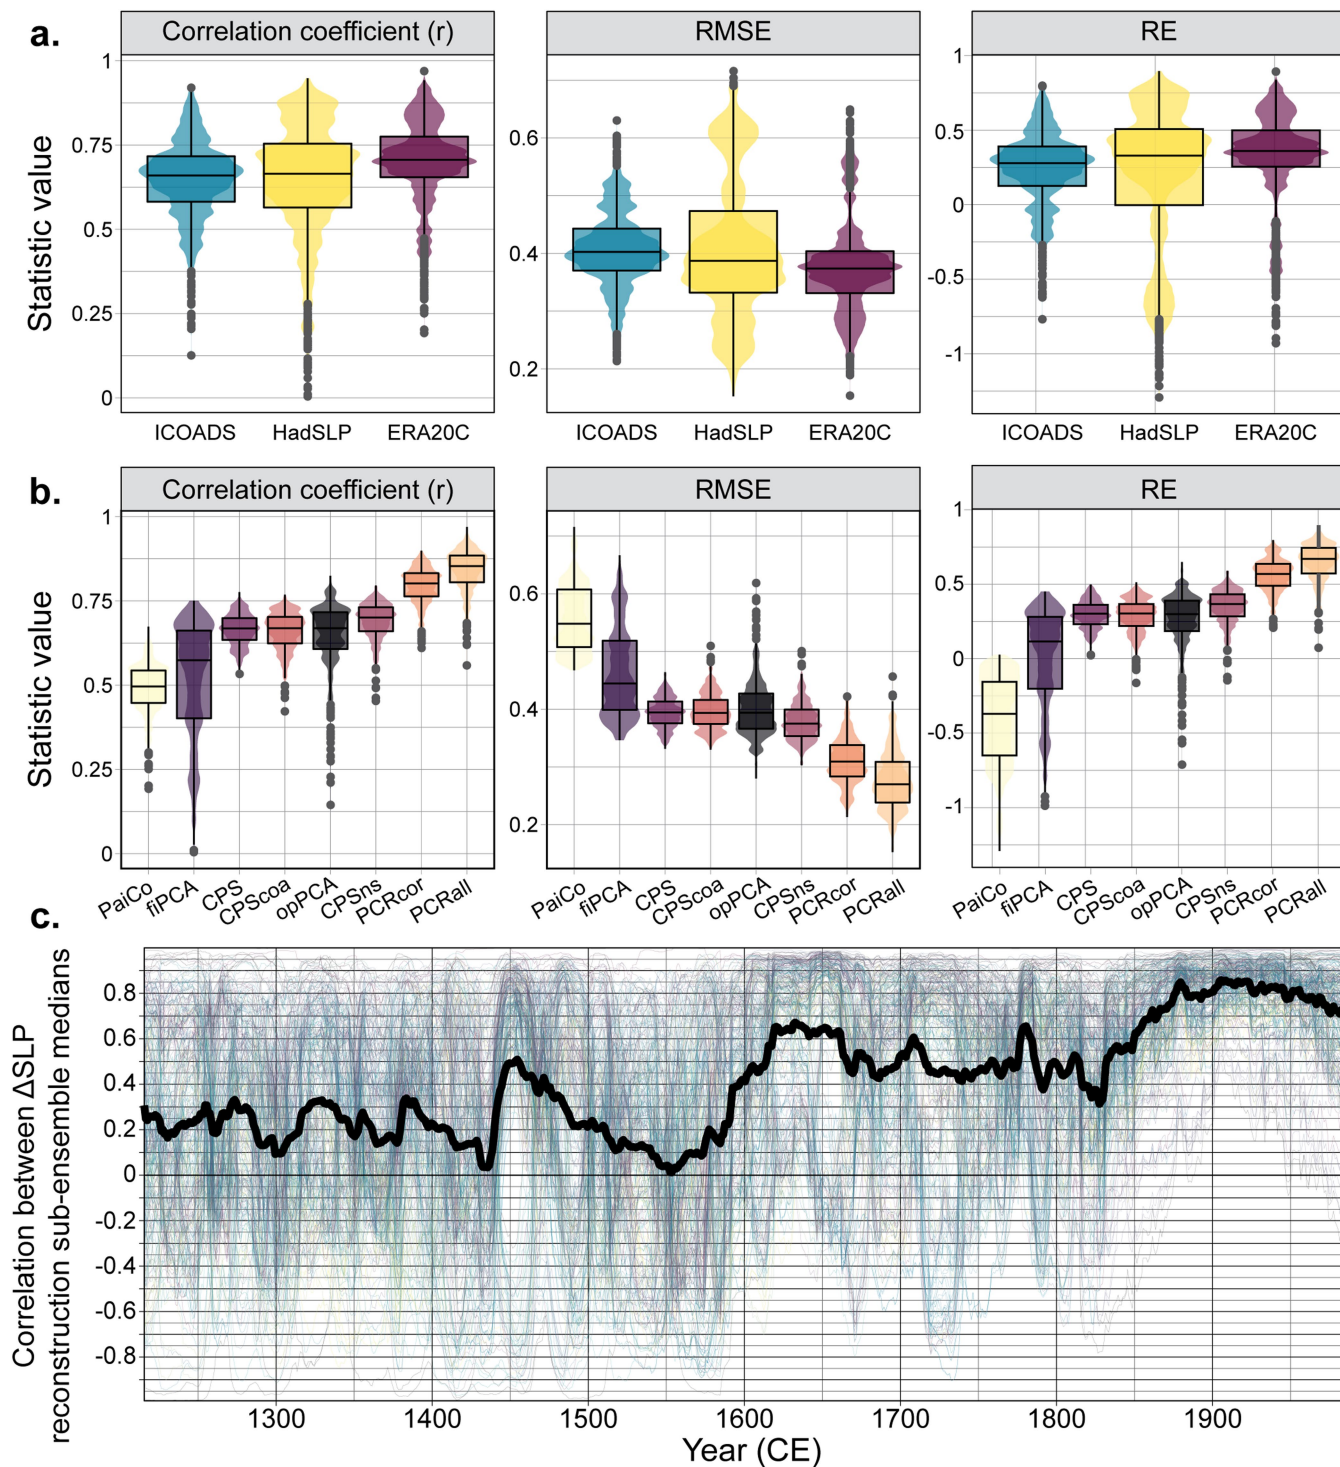 a.
Correlation coefficient (r)
RMSE
RE
Statistic value
1
0.75
0.5
0.25
0
0.6
0.4
0.2
1
0.5
0
-0.5
-1
ICOADS
HadSLP
ERA20C
ICOADS
HadSLP
ERA20C
ICOADS
HadSLP
ERA20C
b.
Correlation coefficient (r)
RMSE
RE
Statistic value
1
0.75
0.5
0.25
0
0.6
0.4
0.2
1
0.5
0
-0.5
-1
PaiCo
fiPCA
CPS
CPScoa
opPCA
CPSns
PCRcor
PCRall
PaiCo
fiPCA
CPS
CPScoa
opPCA
CPSns
PCRcor
PCRall
PaiCo
fiPCA
CPS
CPScoa
opPCA
CPSns
PCRcor
PCRall
c.
Correlation between ΔSLP
reconstruction sub-ensemble medians
0.8
0.6
0.4
0.2
0
-0.2
-0.4
-0.6
-0.8
1300
1400
1500
1600
1700
1800
1900
Year (CE)